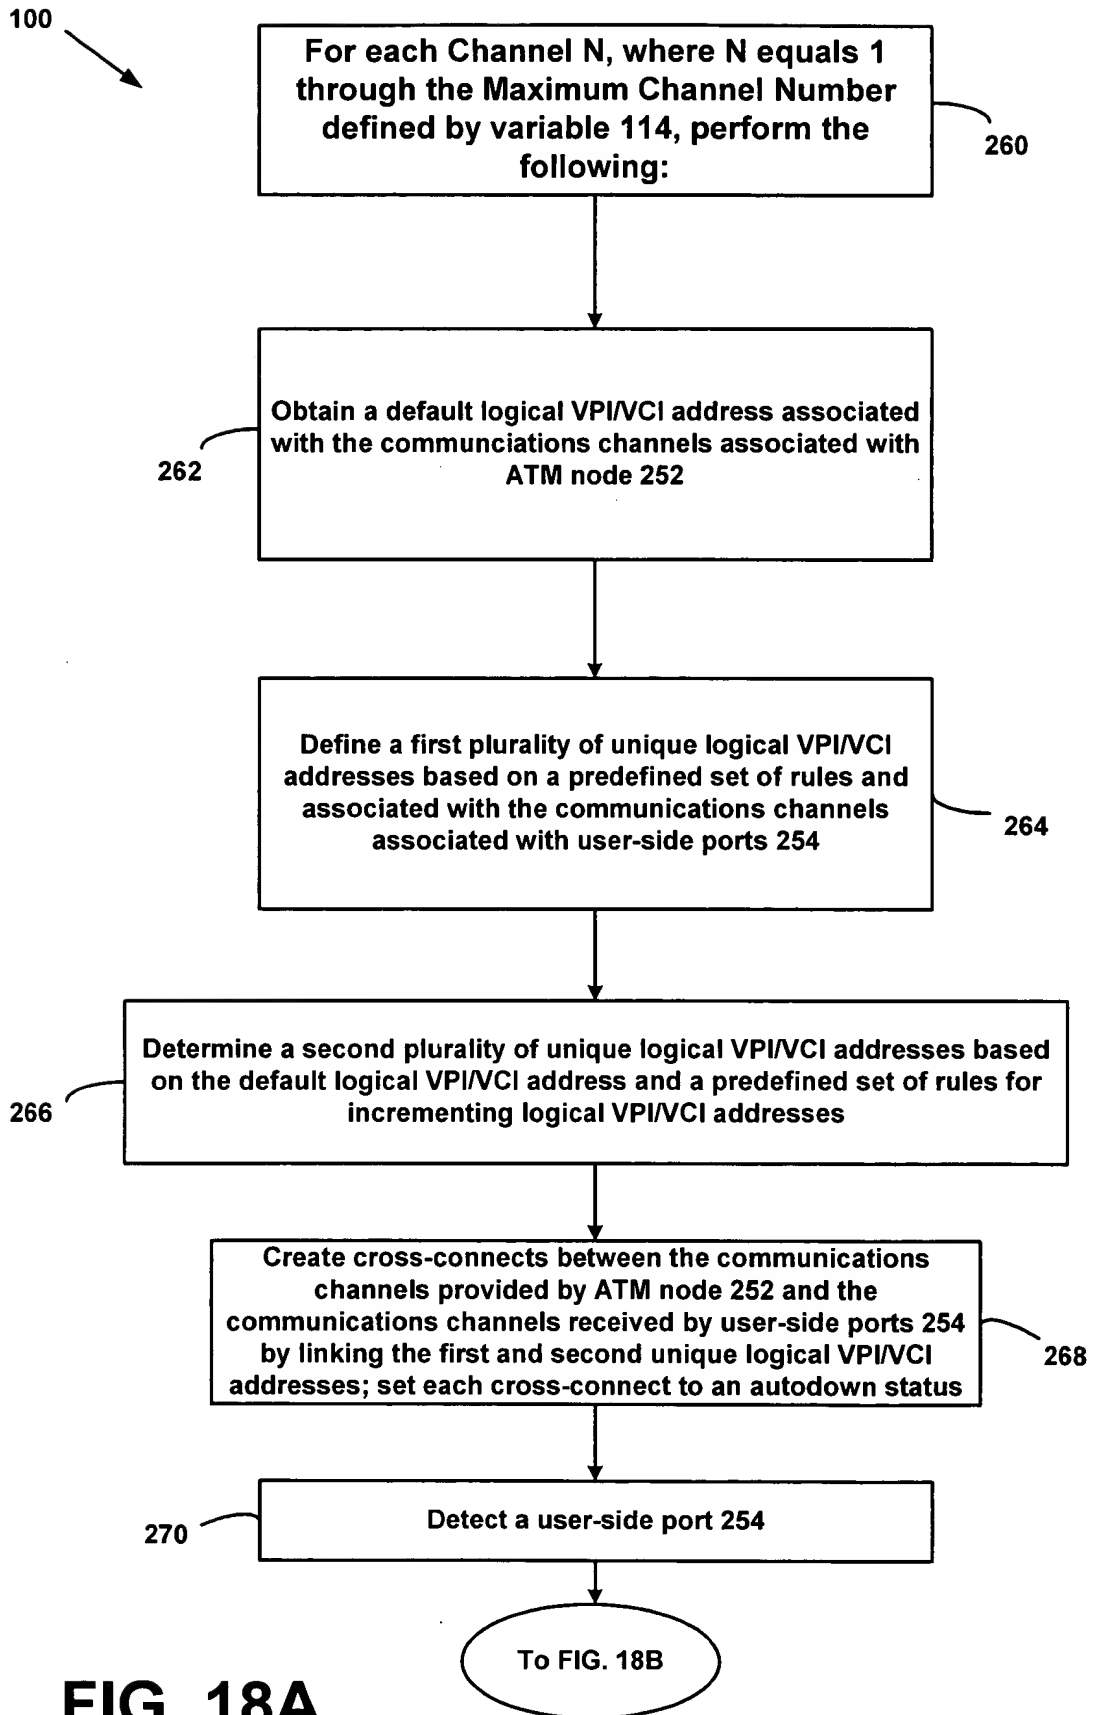 100
For each Channel N, where N equals 1
through the Maximum Channel Number
defined by variable 114, perform the
following:
260
Obtain a default logical VPI/VCI address associated
with the communciations channels associated with
ATM node 252
262
Define a first plurality of unique logical VPI/VCI
addresses based on a predefined set of rules and
associated with the communications channels
associated with user-side ports 254
264
Determine a second plurality of unique logical VPI/VCI addresses based
on the default logical VPI/VCI address and a predefined set of rules for
incrementing logical VPI/VCI addresses
266
Create cross-connects between the communications
channels provided by ATM node 252 and the
communications channels received by user-side ports 254
by linking the first and second unique logical VPI/VCI
addresses; set each cross-connect to an autodown status
268
Detect a user-side port 254
270
To FIG. 18B
FIG. 18A